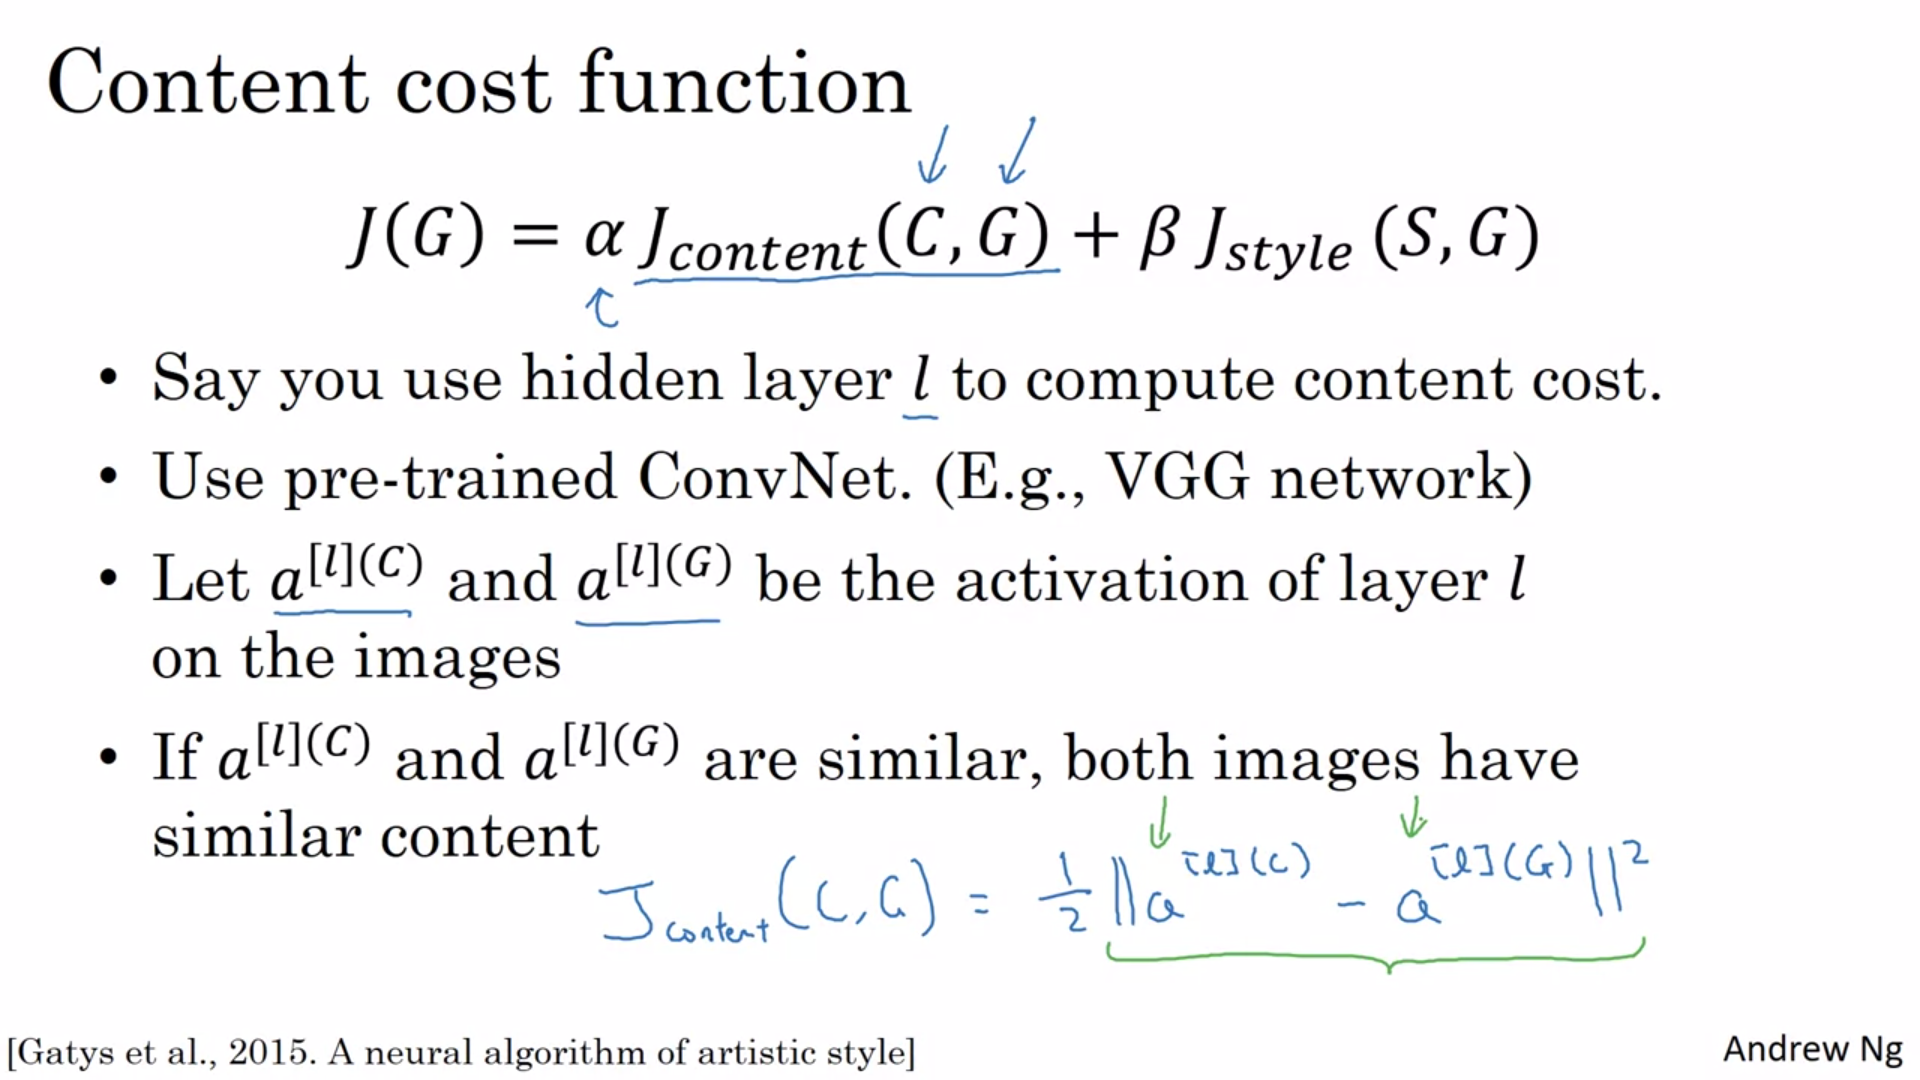 Content cost function
J(G) = α J_content(C, G) + β J_style (S, G)
• Say you use hidden layer l to compute content cost.
• Use pre-trained ConvNet. (E.g., VGG network)
• Let a^[l](C) and a^[l](G) be the activation of layer l
on the images
• If a^[l](C) and a^[l](G) are similar, both images have
similar content
J_content (C, G) = 1/2 ||a^[l](C) - a^[l](G)||^2
[Gatys et al., 2015. A neural algorithm of artistic style]
Andrew Ng